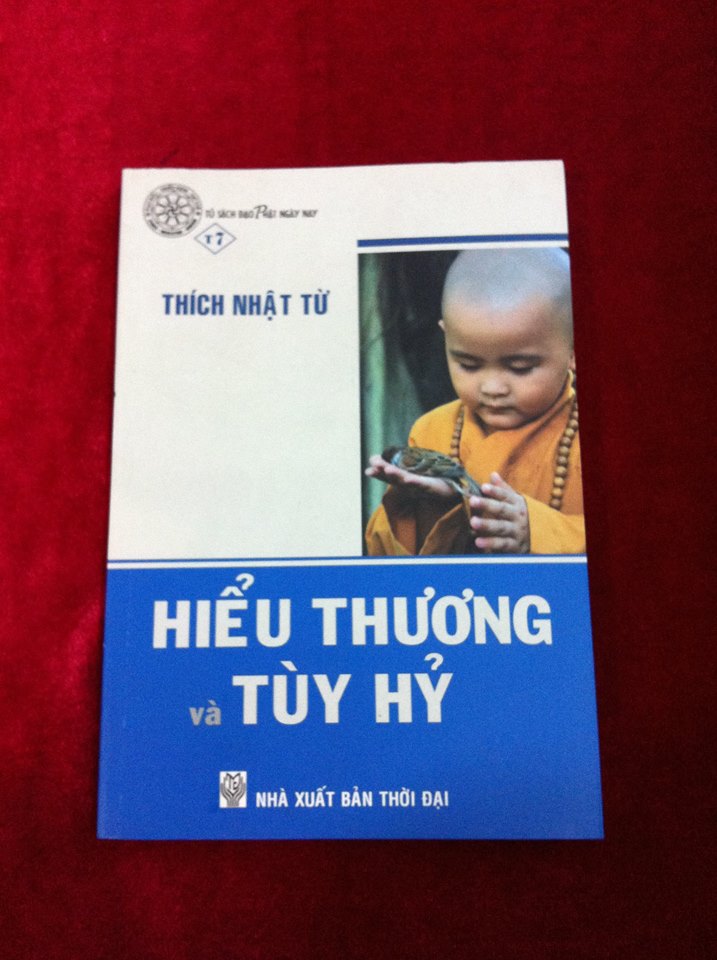 TỦ SÁCH ĐẠO PHẬT NGÀY NAY
T7
THÍCH NHẬT TỪ
HIỂU THƯƠNG
và TÙY HỶ
NHÀ XUẤT BẢN THỜI ĐẠI